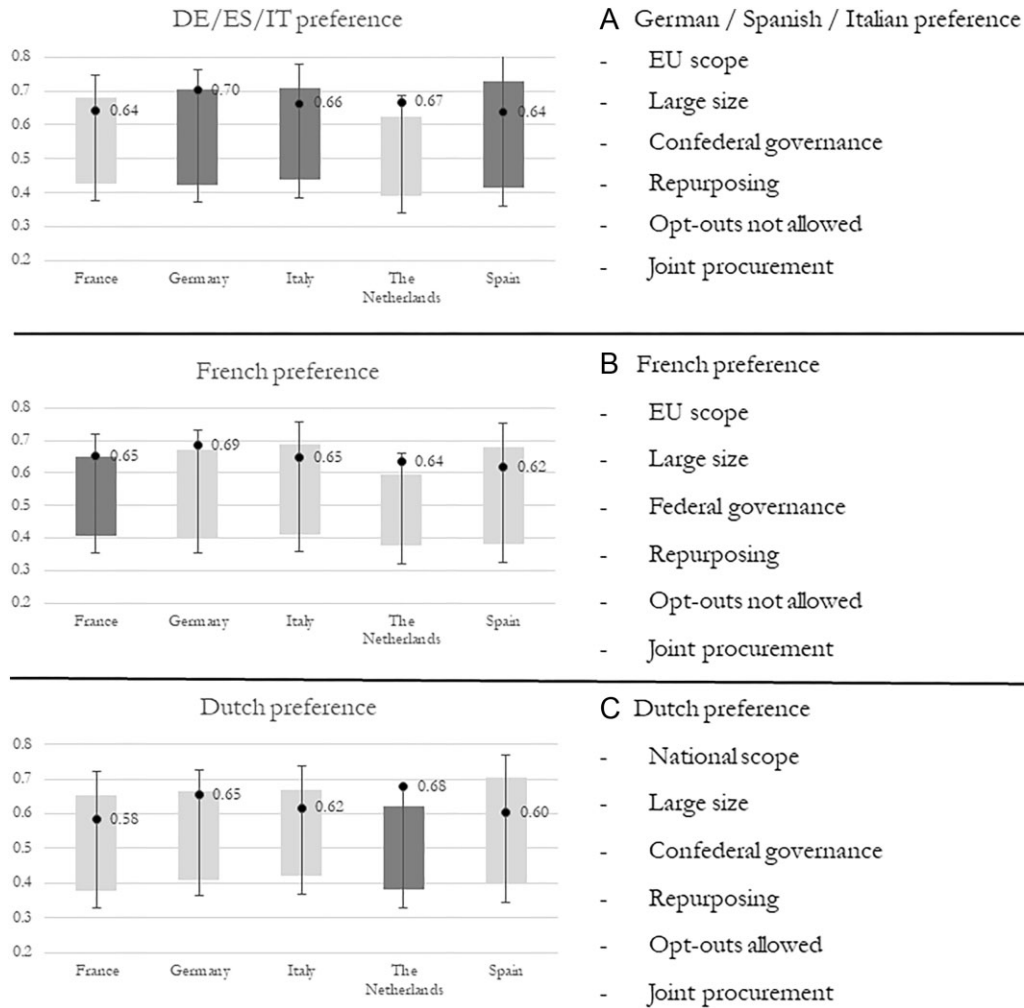 DE/ES/IT preference
0.8
0.7
0.6
0.5
0.4
0.3
0.2
0.64
0.70
0.66
0.67
0.64
France
Germany
Italy
The
Netherlands
Spain
A German / Spanish / Italian preference
- EU scope
- Large size
- Confederal governance
- Repurposing
- Opt-outs not allowed
- Joint procurement
French preference
0.8
0.7
0.6
0.5
0.4
0.3
0.2
0.65
0.69
0.65
0.64
0.62
France
Germany
Italy
The
Netherlands
Spain
B French preference
- EU scope
- Large size
- Federal governance
- Repurposing
- Opt-outs not allowed
- Joint procurement
Dutch preference
0.8
0.7
0.6
0.5
0.4
0.3
0.2
0.58
0.65
0.62
0.68
0.60
France
Germany
Italy
The
Netherlands
Spain
C Dutch preference
- National scope
- Large size
- Confederal governance
- Repurposing
- Opt-outs allowed
- Joint procurement